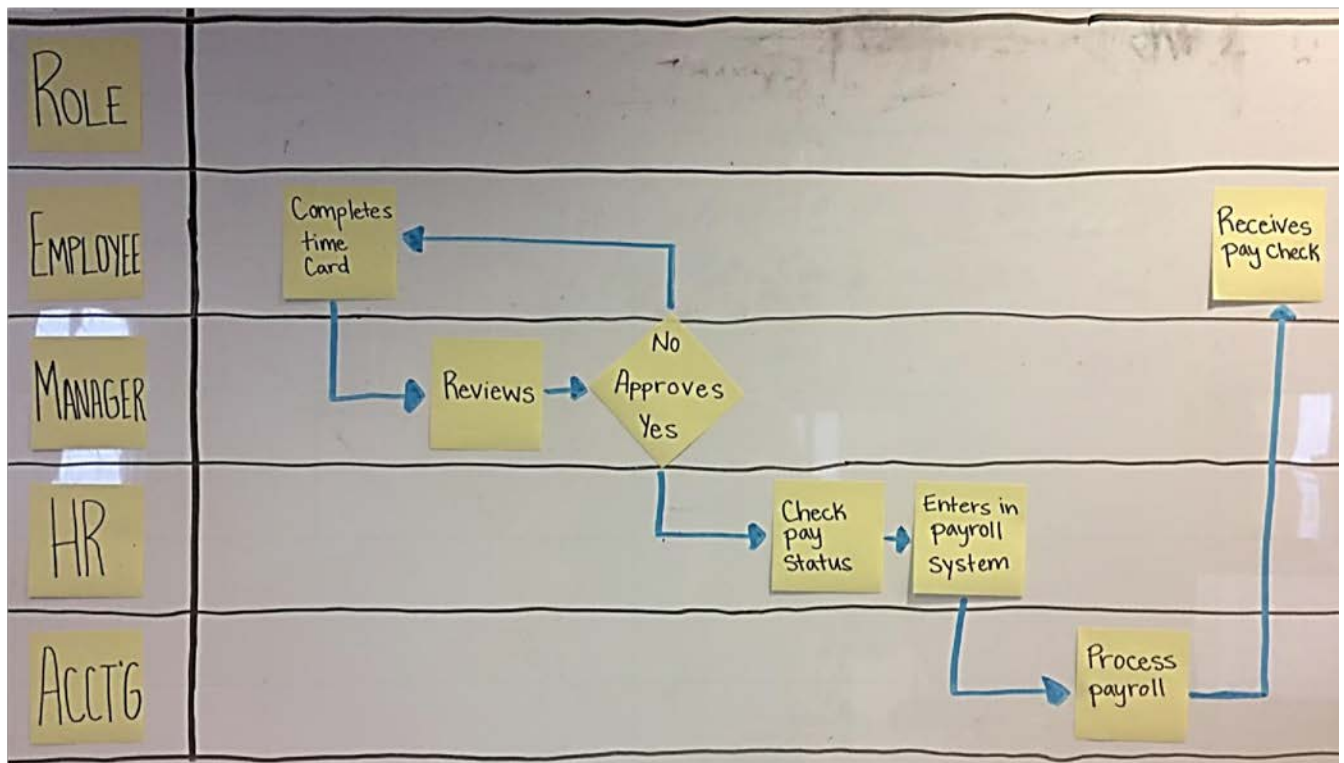 ROLE
EMPLOYEE
Completes
time
Card
Receives
pay check
MANAGER
Reviews
No
Approves
Yes
HR
Check
pay
Status
Enters in
payroll
system
ACCT'G
Process
payroll